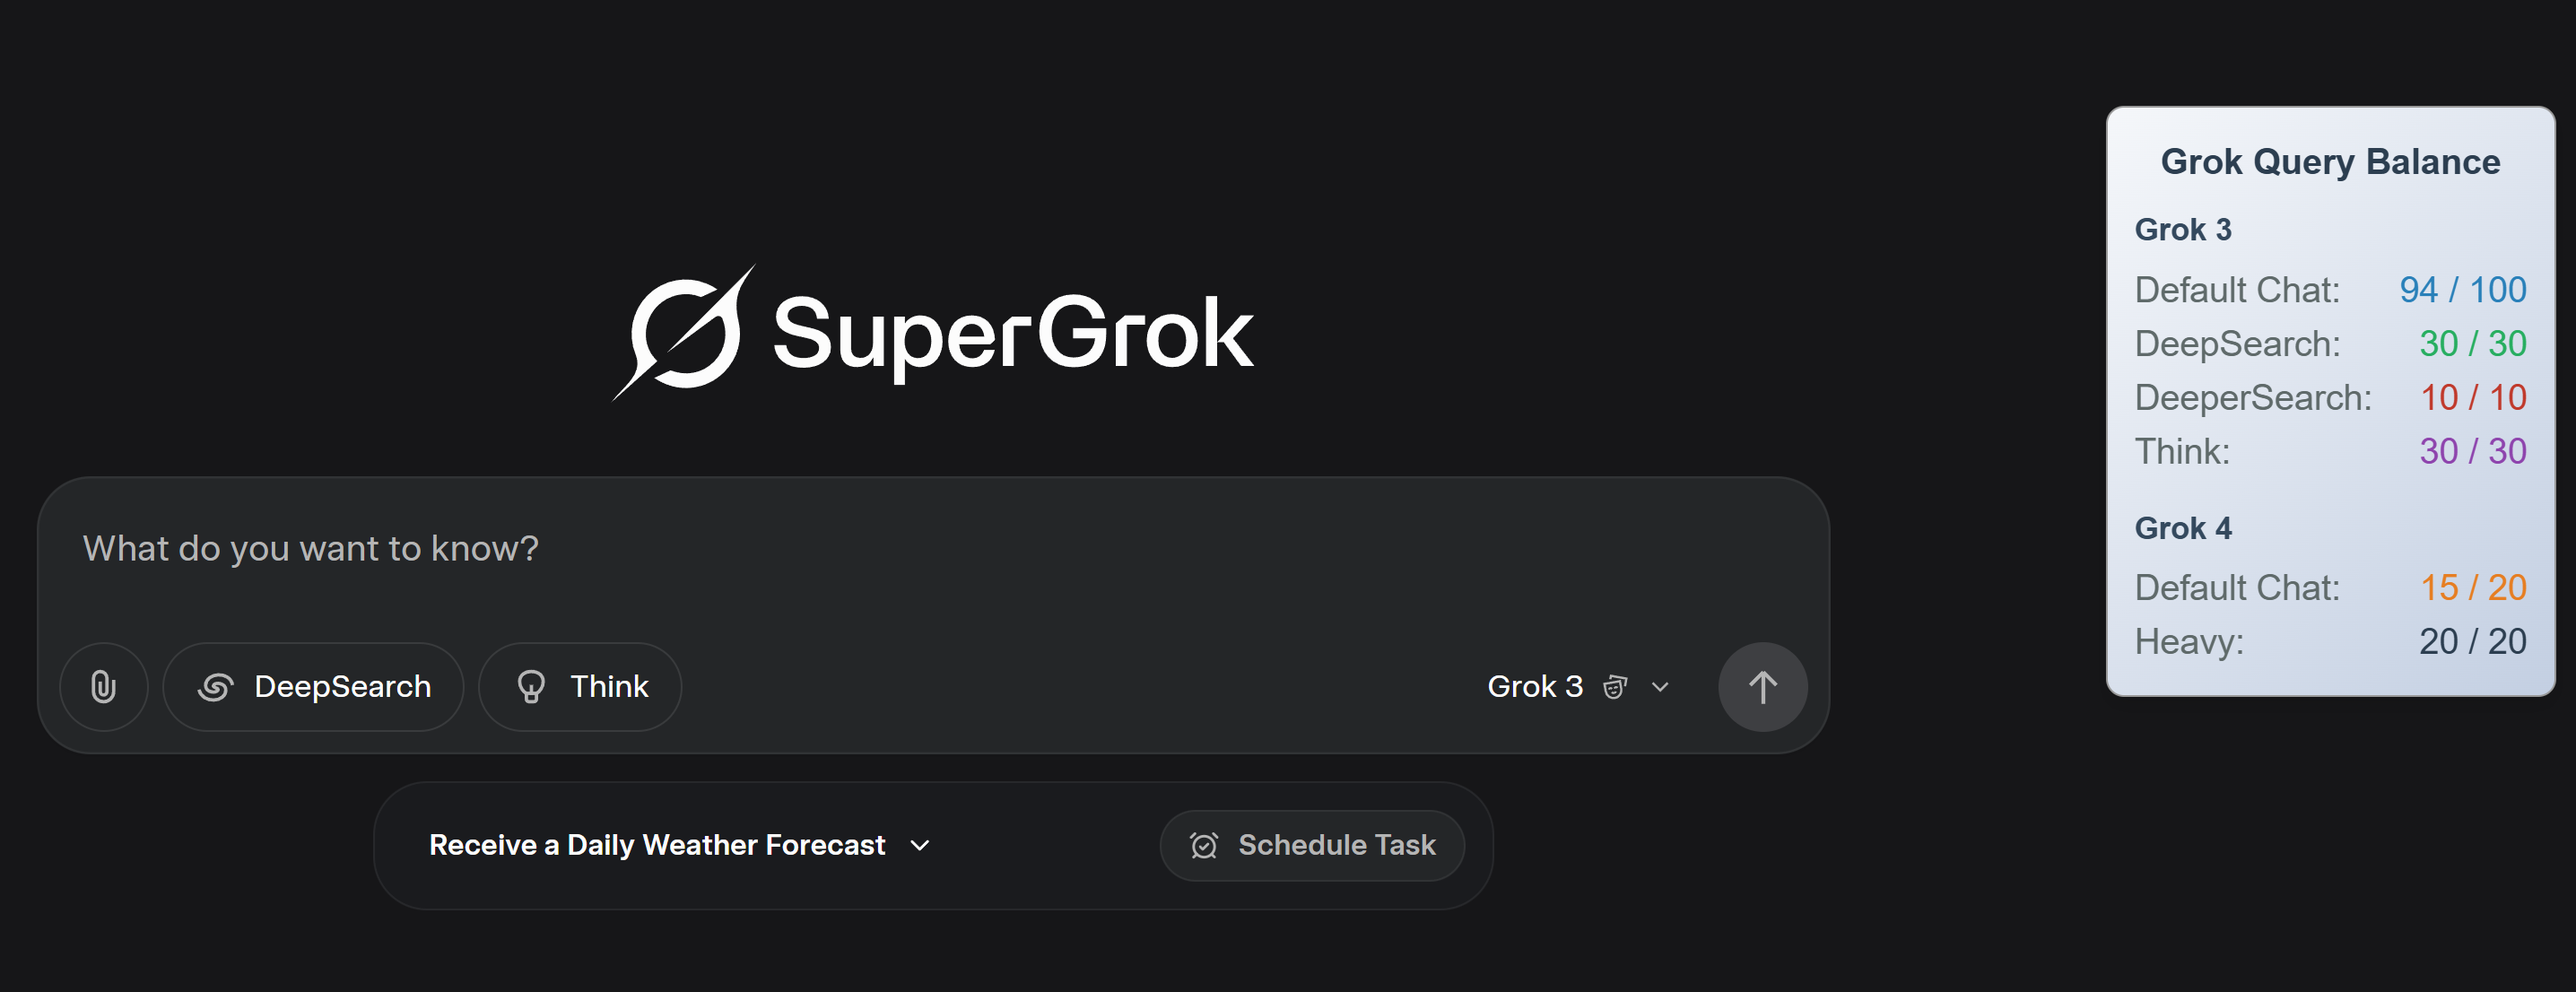 SuperGrok
What do you want to know?
DeepSearch
Think
Grok 3
Receive a Daily Weather Forecast
Schedule Task
Grok Query Balance
Grok 3
Default Chat: 94 / 100
DeepSearch: 30 / 30
DeeperSearch: 10 / 10
Think: 30 / 30
Grok 4
Default Chat: 15 / 20
Heavy: 20 / 20